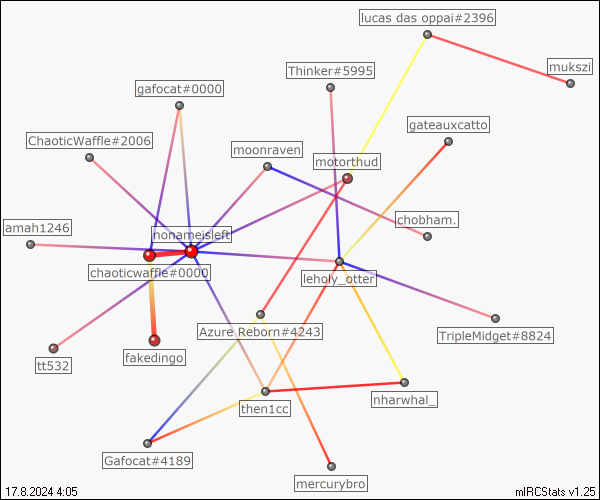 lucas das oppai#2396
mukszi
Thinker#5995
gafocat#0000
gateauxcatto
ChaoticWaffle#2006
moonraven
motorthud
chobham.
amah1246
nonameisleft
chaoticwaffle#0000
leholy_otter
Azure Reborn#4243
TripleMidget#8824
fakedingo
tt532
nharwhal_
then1cc
Gafocat#4189
mercurybro
17.8.2024 4:05
mIRCStats v1.25